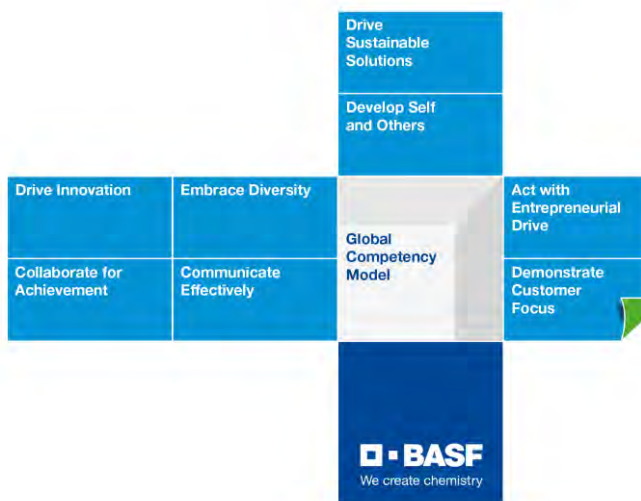 Drive
Sustainable
Solutions
Develop Self
and Others
Drive Innovation
Embrace Diversity
Act with
Entrepreneurial
Drive
Global
Competency
Model
Collaborate for
Achievement
Communicate
Effectively
Demonstrate
Customer
Focus
BASF
We create chemistry